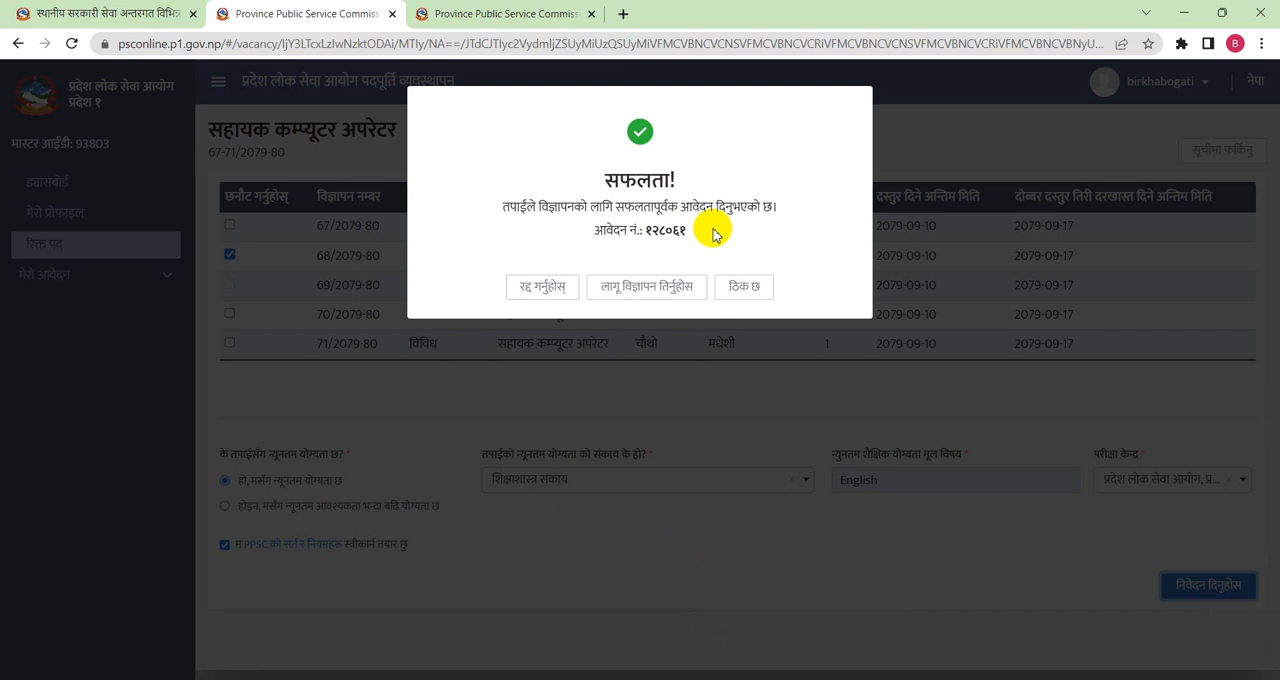 स्थानीय सरकारी सेवा अन्तरगत विभि
Province Public Service Commiss
Province Public Service Commiss
psconline.p1.gov.np/#/vacancy/
प्रदेश लोक सेवा आयोग
प्रदेश १
प्रदेश लोक सेवा आयोग पदपूर्ति व्यवस्थापन
birkhabogati
नेपा
B
मास्टर आईडी: 93803
ड्यासबोर्ड
मेरो प्रोफाइल
रिक्त पद
मेरो आवेदन
सहायक कम्प्यूटर अपरेटर
67-71/2079-80
सूचीमा फर्किनु
सफलता!
तपाईले विज्ञापनको लागि सफलतापूर्वक आवेदन दिनुभएको छ।
आवेदन नं.: १२८०६१
रद्द गर्नुहोस्
लागू विज्ञापन तिर्नुहोस
ठिक छ
छनौट गर्नुहोस् विज्ञापन नम्बर दस्तुर दिने अन्तिम मिति दोब्बर दस्तुर तिरी दरखास्त दिने अन्तिम मिति
67/2079-80 2079-09-10 2079-09-17
68/2079-80 2079-09-10 2079-09-17
69/2079-80 2079-09-10 2079-09-17
70/2079-80 2079-09-10 2079-09-17
71/2079-80 विविध सहायक कम्प्यूटर अपरेटर चौथो मधेशी 1 2079-09-10 2079-09-17
के तपाईसँग न्यूनतम योग्यता छ? *
हो, मसँग न्यूनतम योग्यता छ
होइन, मसँग न्यूनतम आवश्यकता भन्दा बढि योग्यता छ
तपाईको न्यूनतम योग्यता को संकाय के हो? *
शिक्षाशास्त्र संकाय
न्युनतम शैक्षिक योग्यता मूल विषय *
English
परीक्षा केन्द्र *
प्रदेश लोक सेवा आयोग, प्र...
म PPSC को सर्त र नियमहरू स्वीकार्न तयार छु
निवेदन दिनुहोस